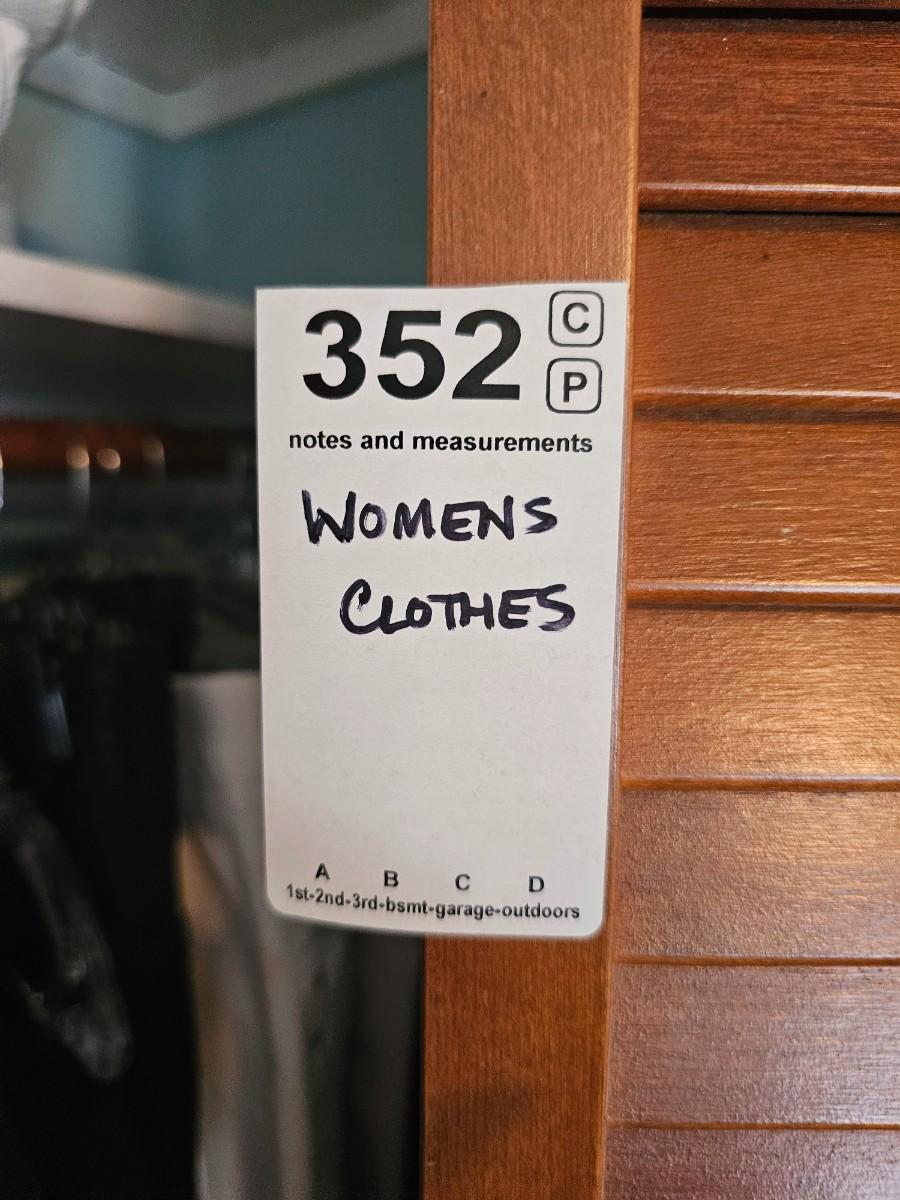 352 C
P
notes and measurements
WOMENS
CLOTHES
A B C D
1st-2nd-3rd-bsmt-garage-outdoors